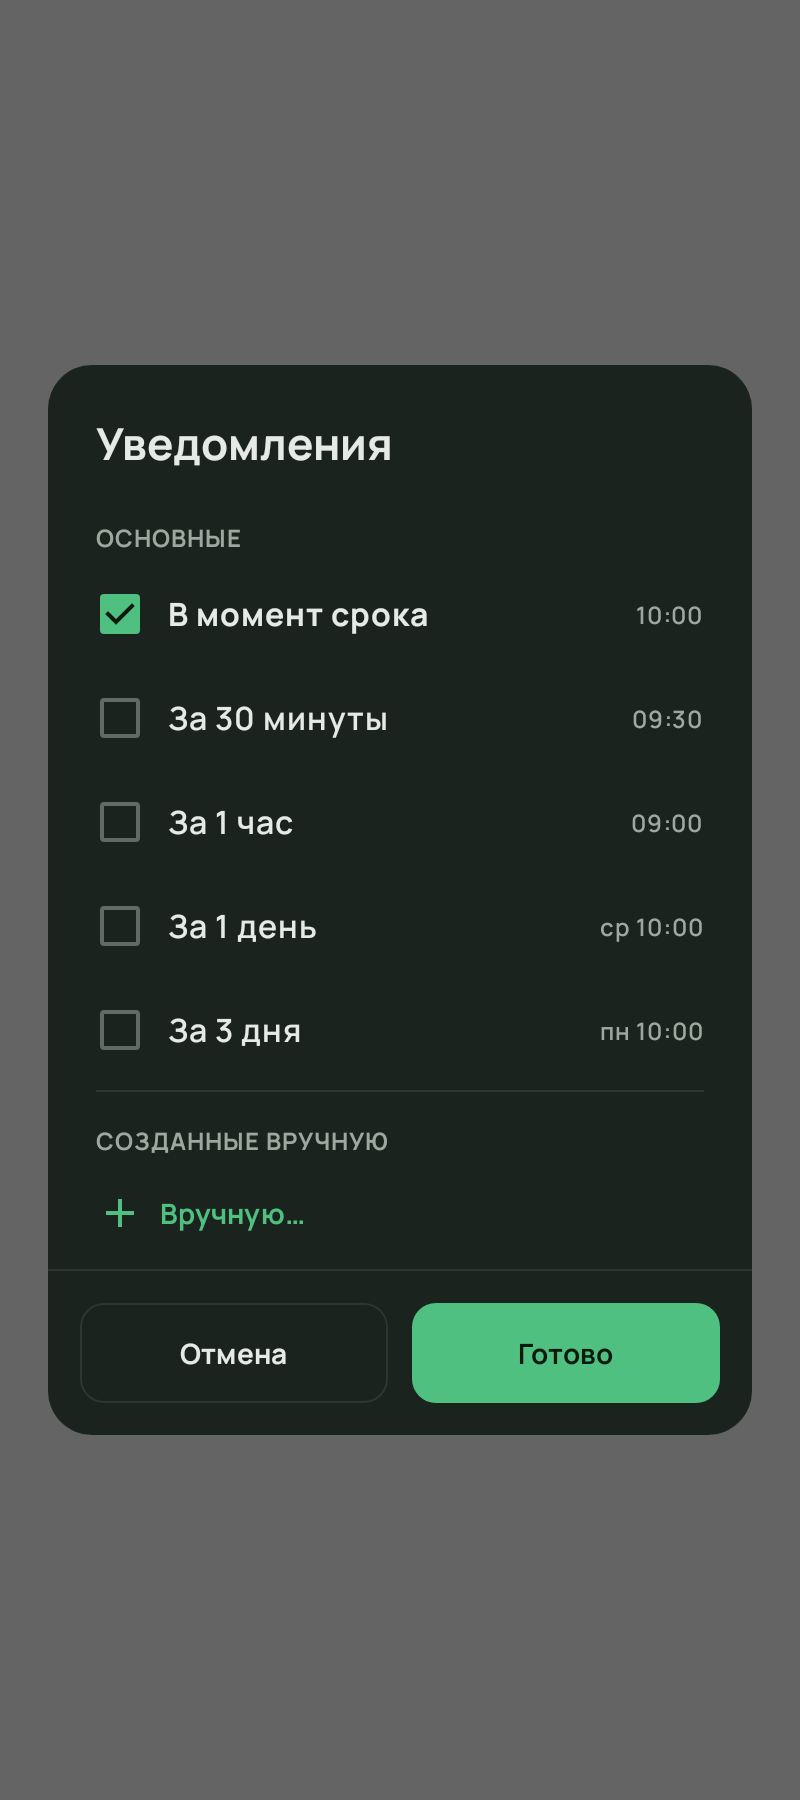 Уведомления
ОСНОВНЫЕ
В момент срока 10:00
За 30 минуты 09:30
За 1 час 09:00
За 1 день ср 10:00
За 3 дня пн 10:00
СОЗДАННЫЕ ВРУЧНУЮ
Вручную…
Отмена Готово